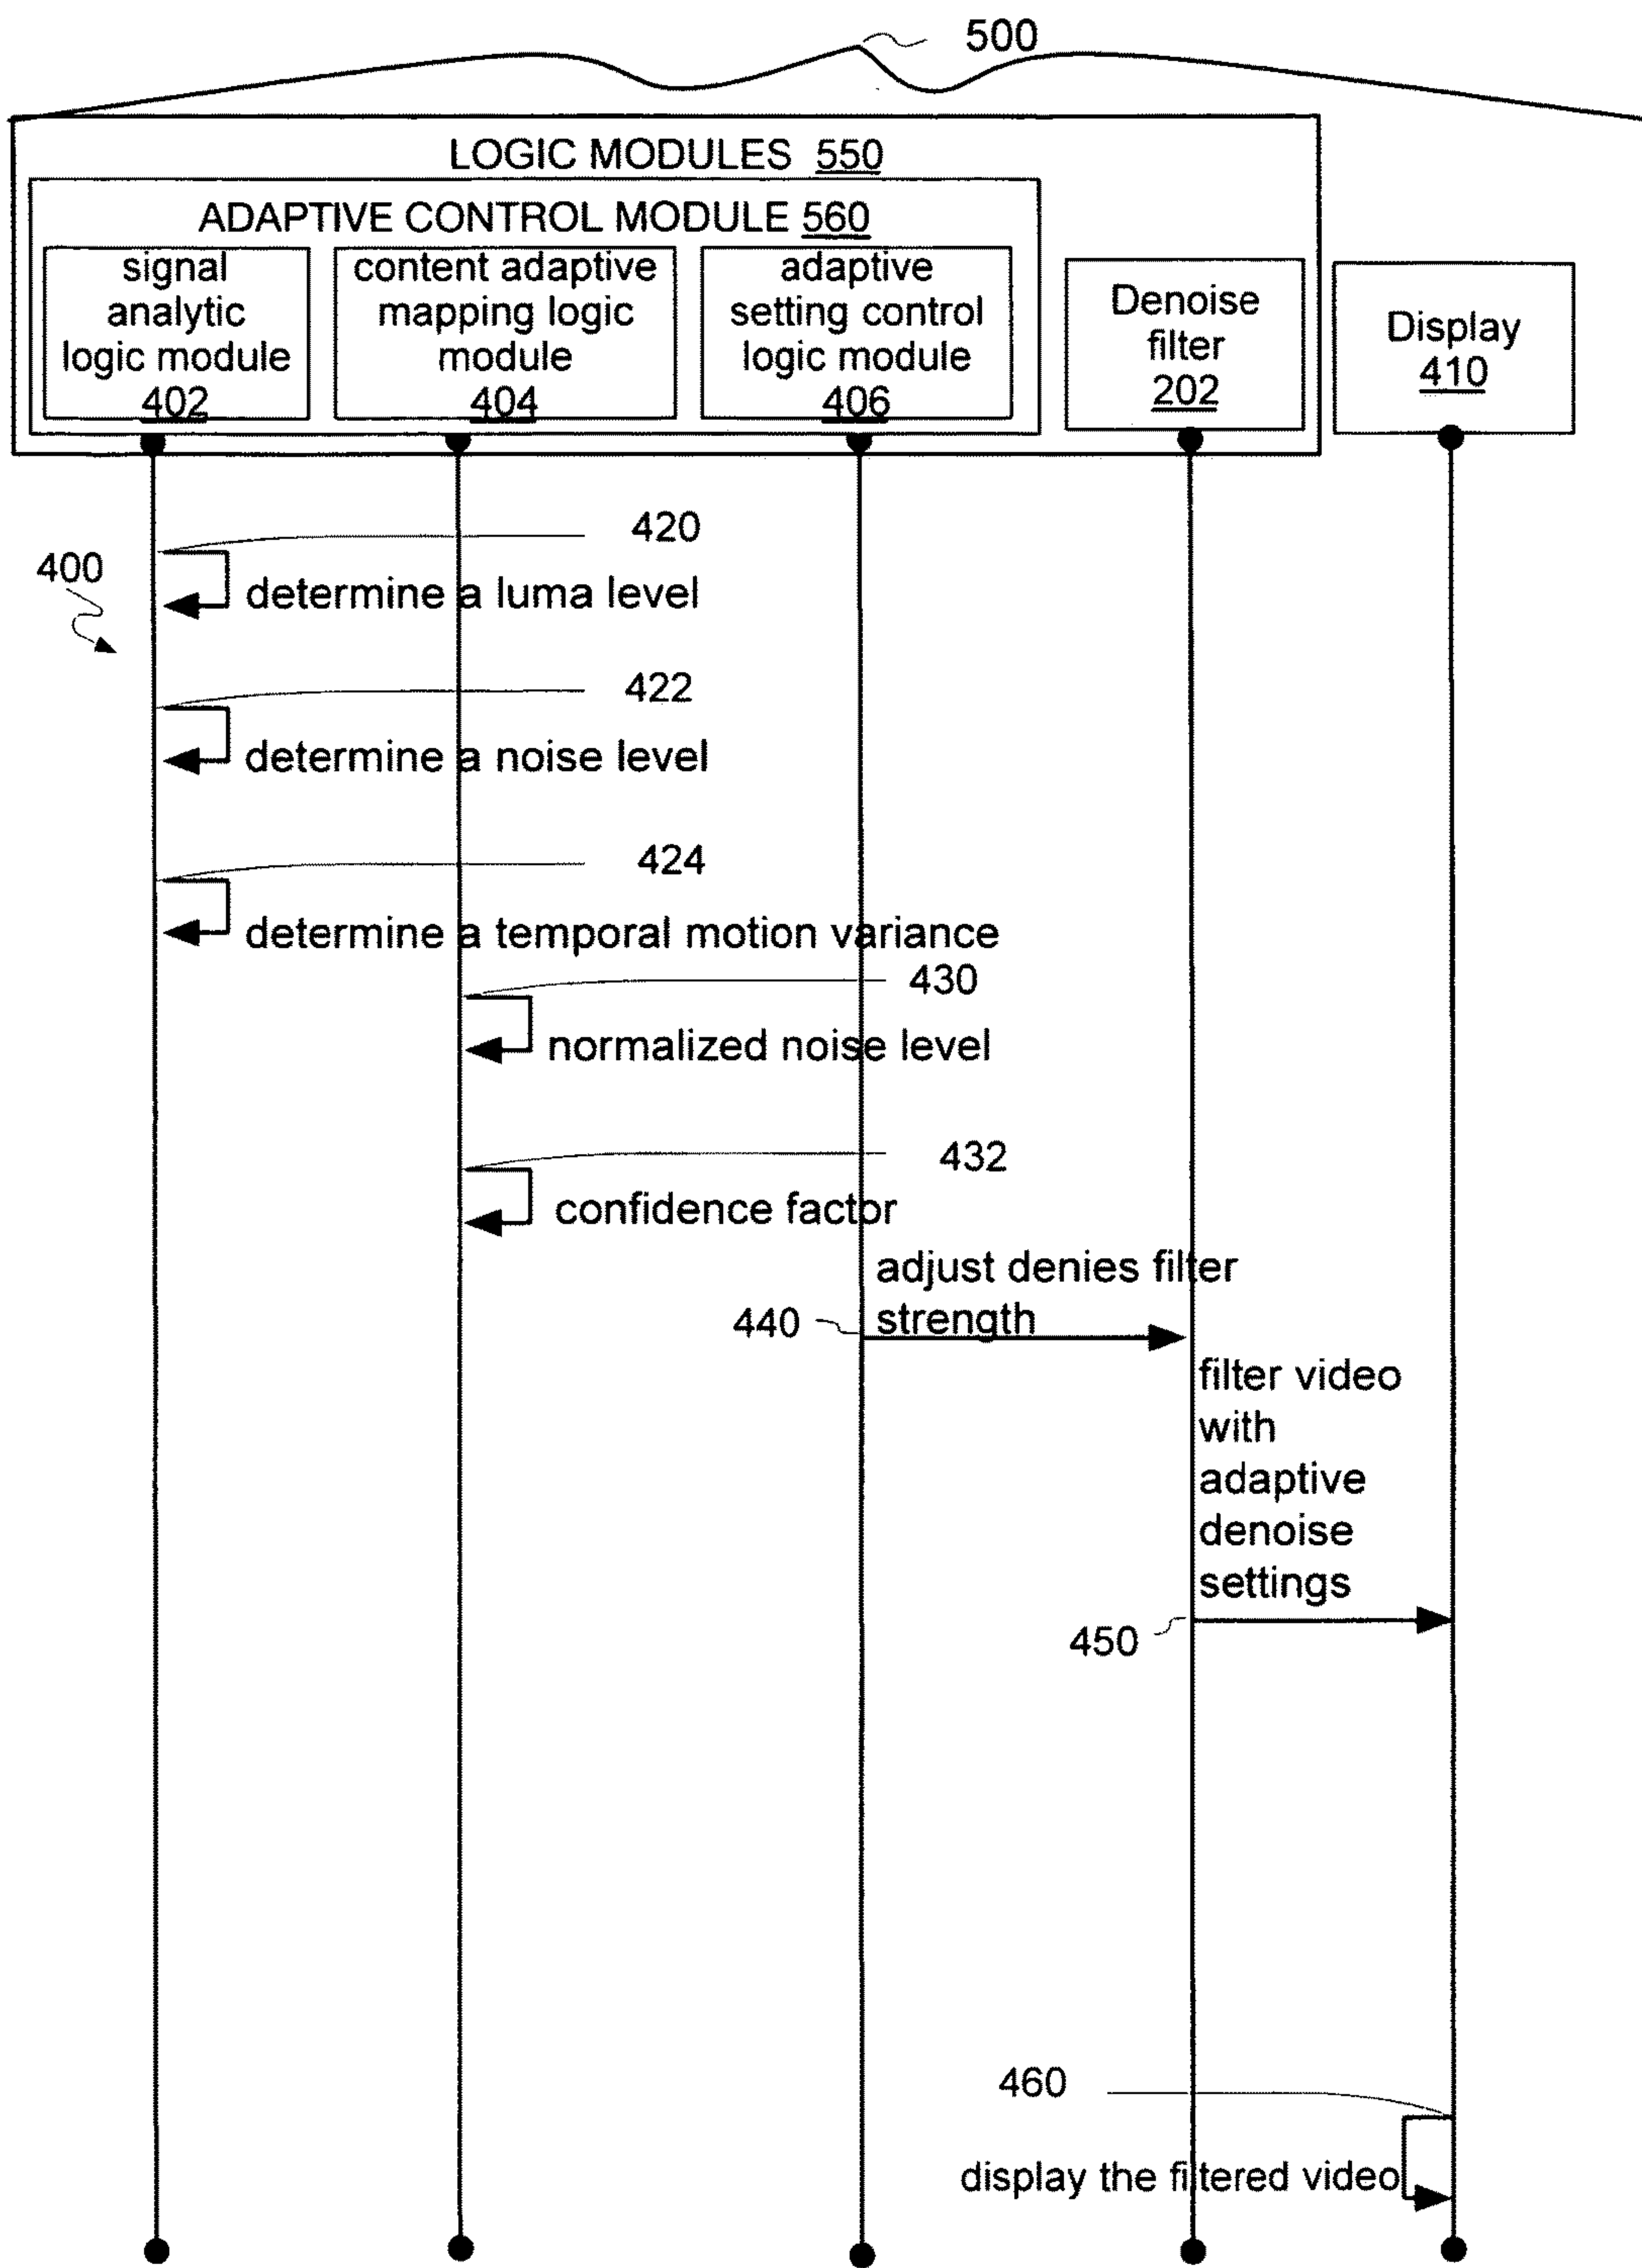 500
LOGIC MODULES 550
ADAPTIVE CONTROL MODULE 560
signal
analytic
logic module
402
content adaptive
mapping logic
module
404
adaptive
setting control
logic module
406
Denoise
filter
202
Display
410
400
420
determine a luma level
422
determine a noise level
424
determine a temporal motion variance
430
normalized noise level
432
confidence factor
adjust denies filter
strength
440
filter video
with
adaptive
denoise
settings
450
460
display the filtered video